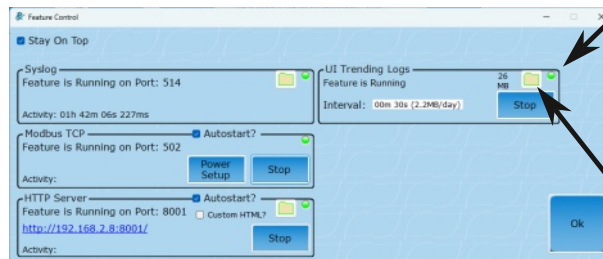 Feature Control
Stay On Top
Syslog
Feature is Running on Port: 514
Activity: 01h 42m 06s 227ms
UI Trending Logs
Feature is Running
26 MB
Interval: 00m 30s (2.2MB/day)
Stop
Modbus TCP
Autostart?
Feature is Running on Port: 502
Power Setup
Stop
Activity:
HTTP Server
Autostart?
Feature is Running on Port: 8001
Custom HTML?
http://192.168.2.8:8001/
Stop
Activity:
Ok